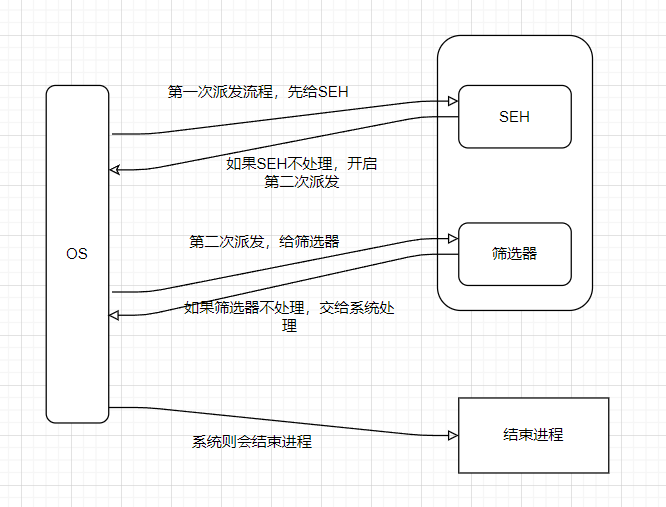 第一次派发流程，先给SEH
SEH
如果SEH不处理，开启
第二次派发
第二次派发，给筛选器
OS
筛选器
如果筛选器不处理，交给系统处
理
结束进程
系统则会结束进程